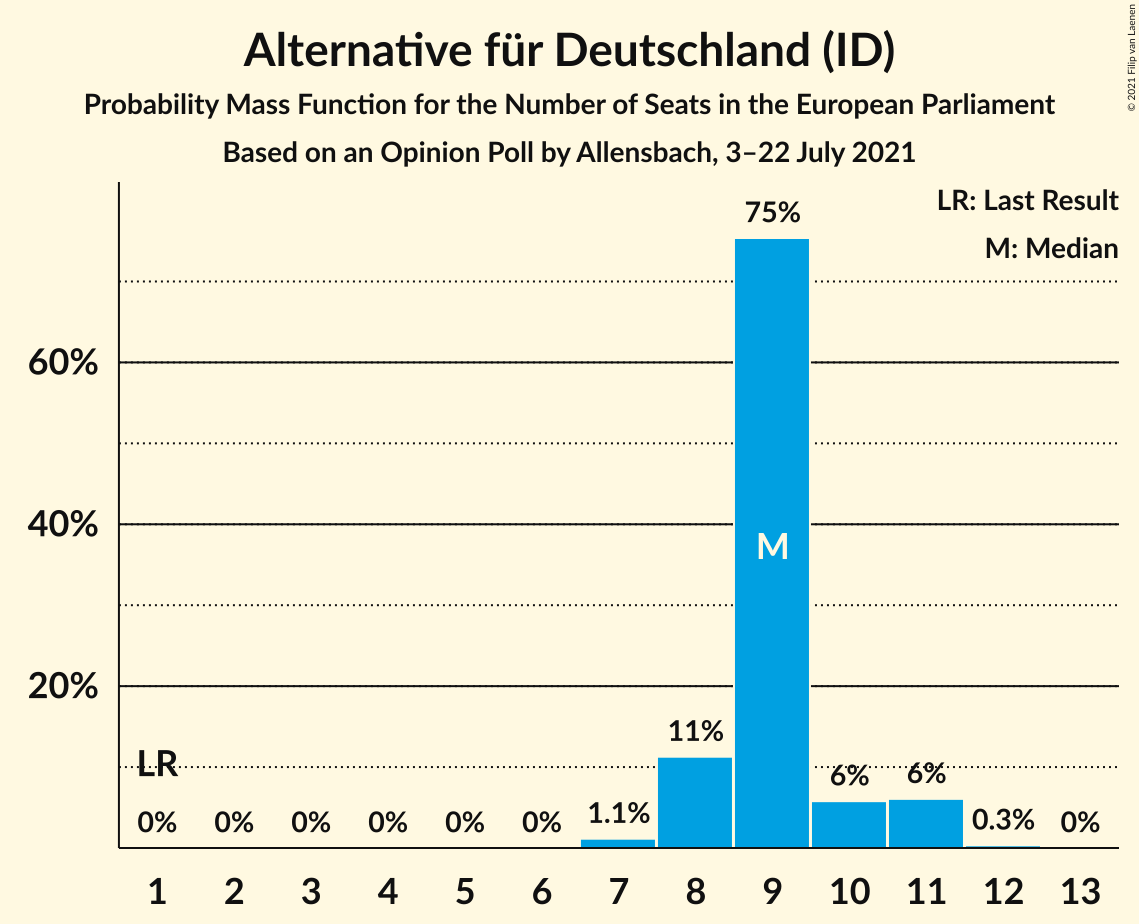 Alternative für Deutschland (ID)
Probability Mass Function for the Number of Seats in the European Parliament
Based on an Opinion Poll by Allensbach, 3–22 July 2021
© 2021 Filip van Laenen
LR: Last Result
M: Median
75%
60%
40%
M
20%
11%
LR
6%
6%
1.1%
0.3%
0%
0%
0%
0%
0%
0%
0%
1 2 3 4 5 6 7 8 9 10 11 12 13